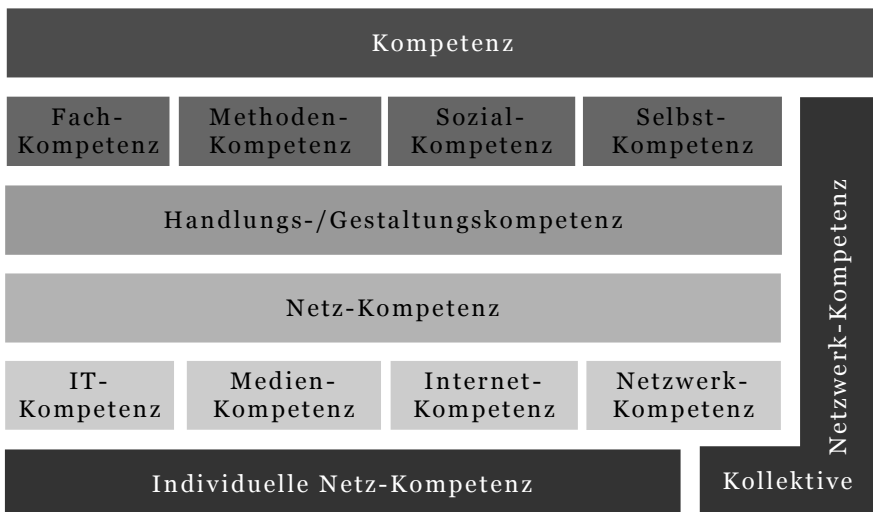 Kompetenz
Fach-
Kompetenz
Methoden-
Kompetenz
Sozial-
Kompetenz
Selbst-
Kompetenz
Handlungs-/Gestaltungskompetenz
Netz-Kompetenz
IT-
Kompetenz
Medien-
Kompetenz
Internet-
Kompetenz
Netzwerk-
Kompetenz
Individuelle Netz-Kompetenz
Kollektive
Netzwerk-Kompetenz